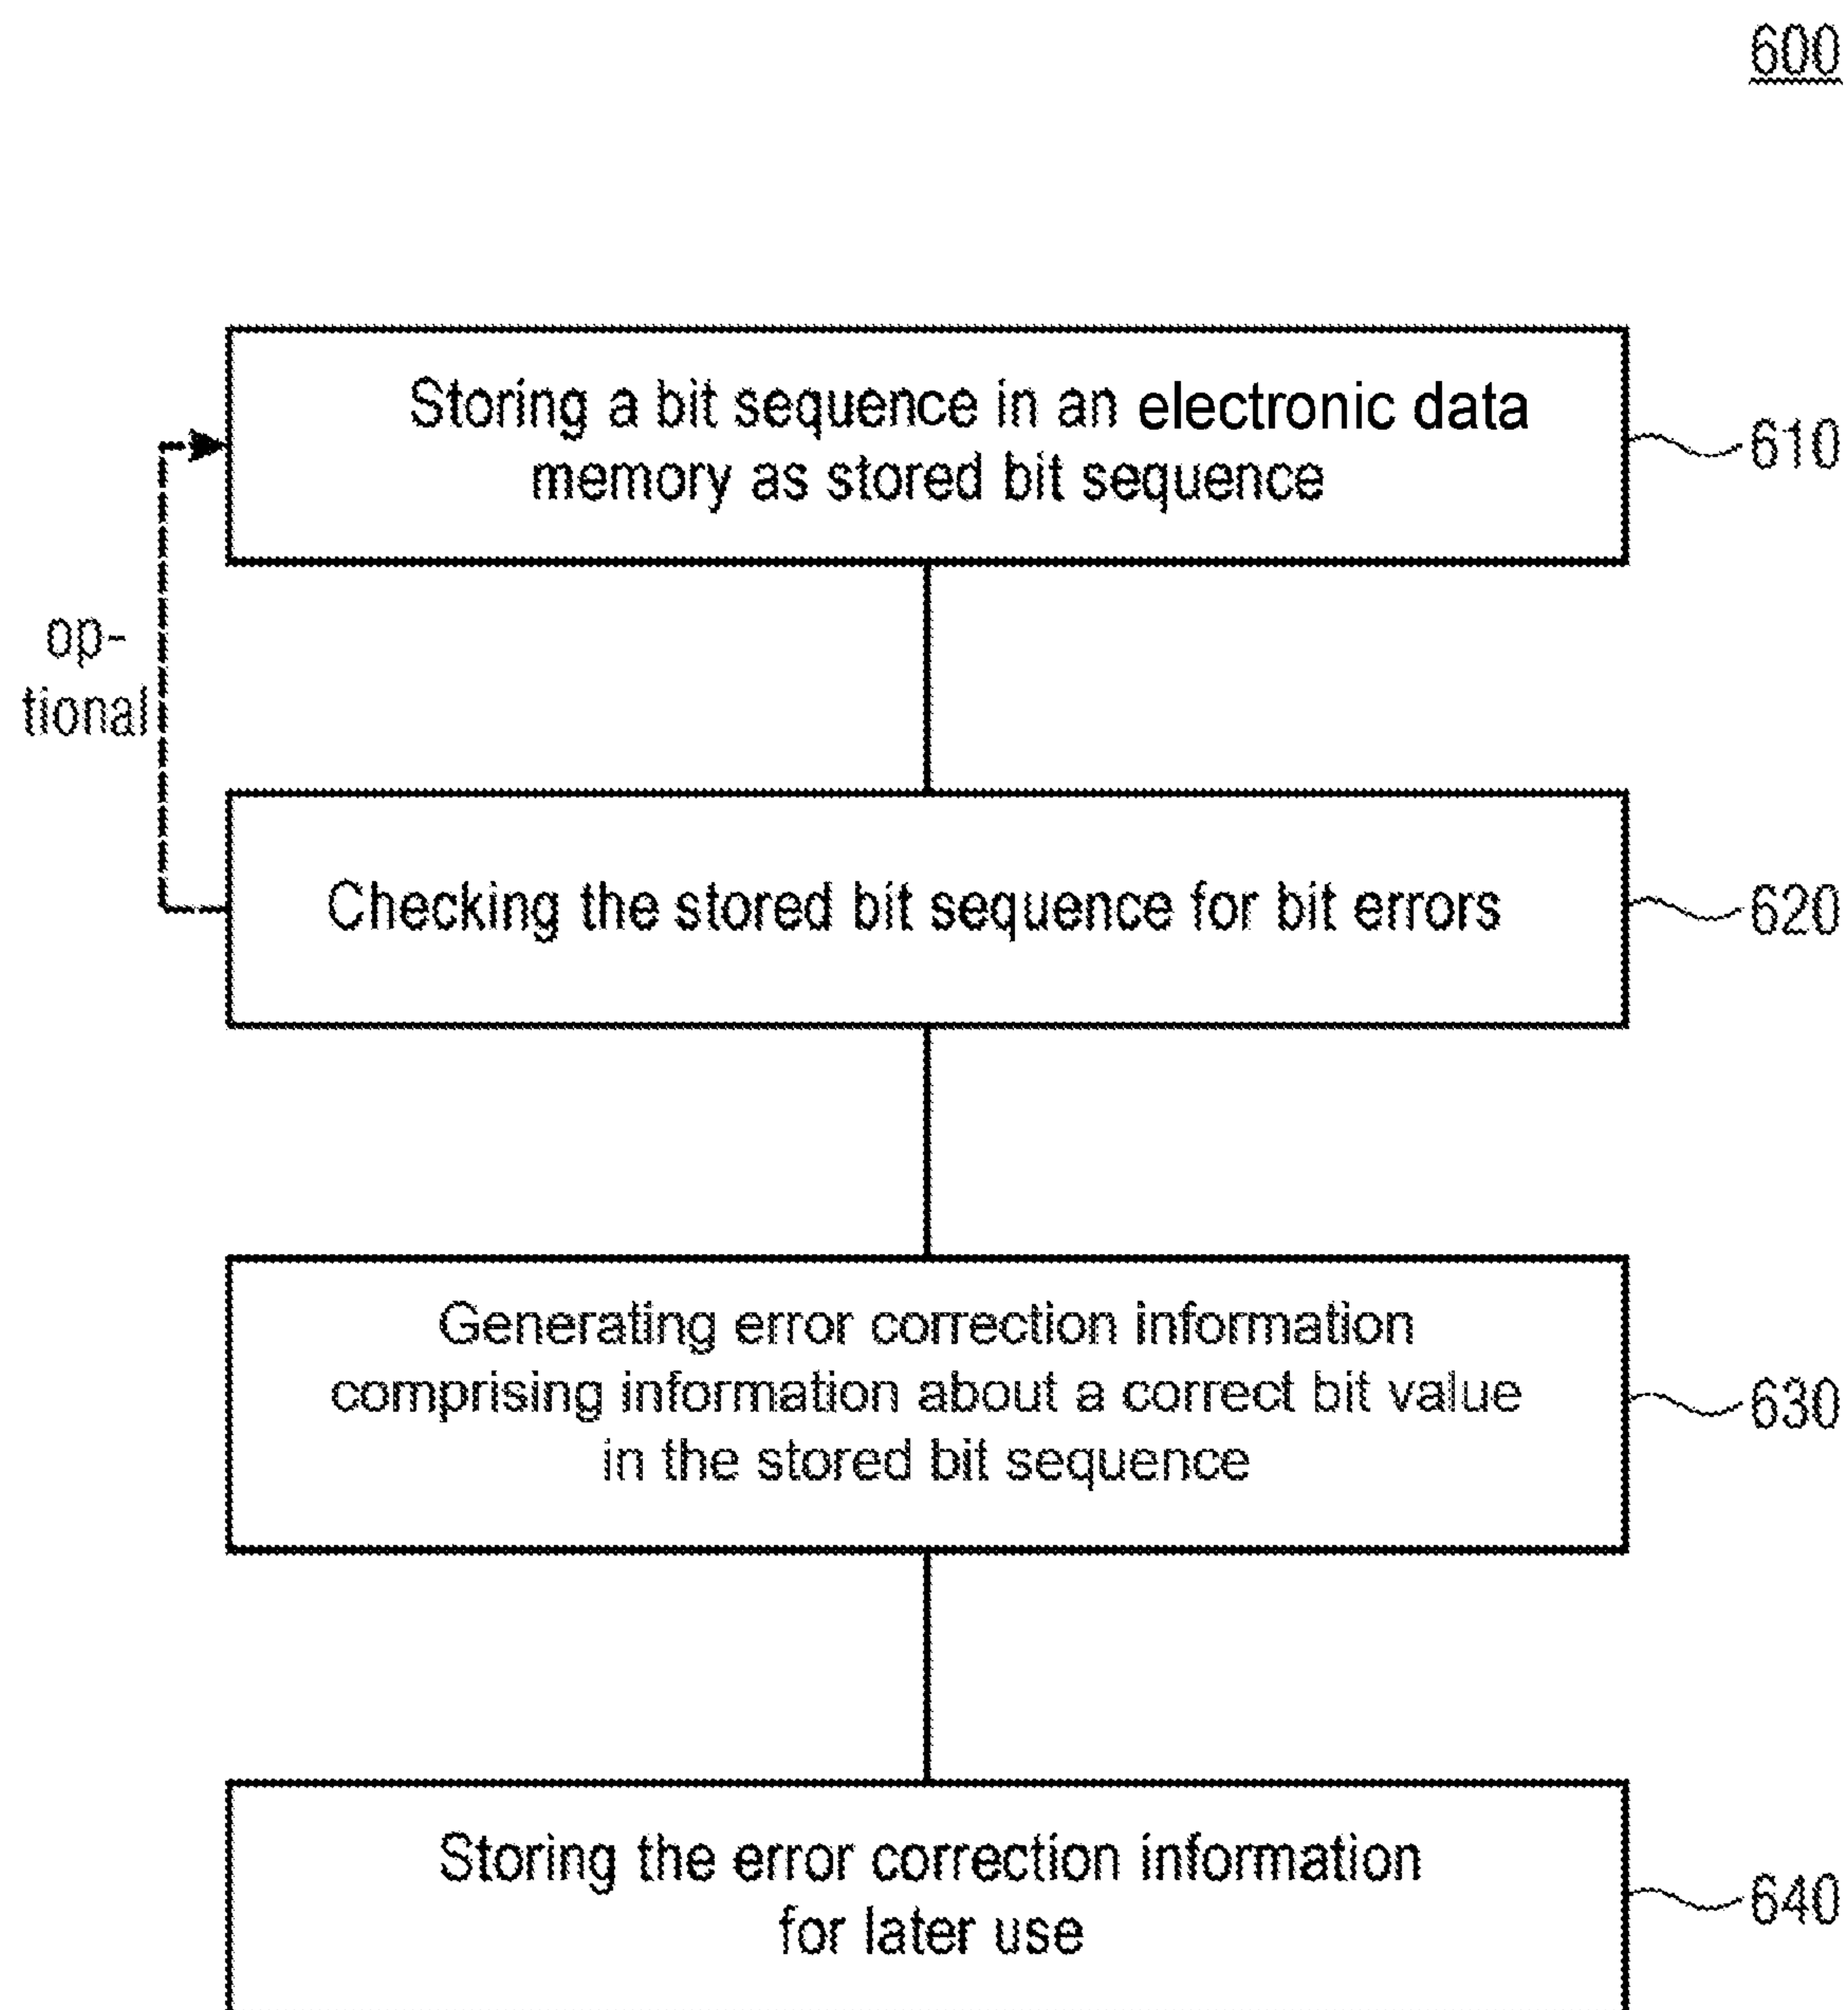 600
Storing a bit sequence in an electronic data
memory as stored bit sequence
610
op-
tional
Checking the stored bit sequence for bit errors
620
Generating error correction information
comprising information about a correct bit value
in the stored bit sequence
630
Storing the error correction information
for later use
640